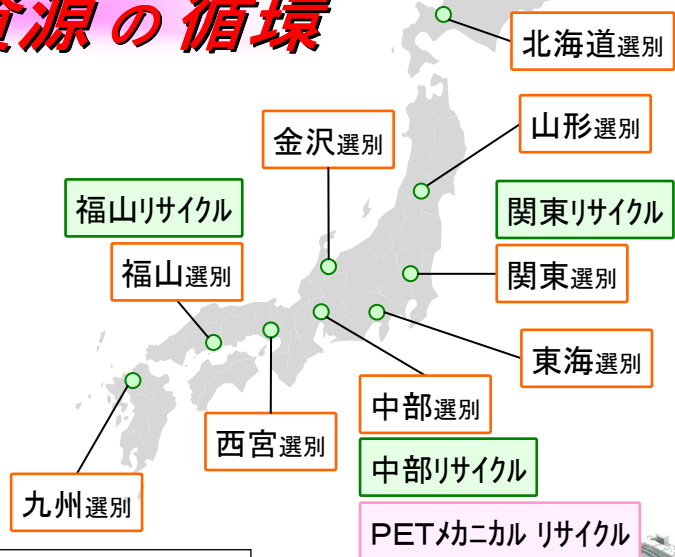 資源の循環
北海道選別
山形選別
金沢選別
福山リサイクル
関東リサイクル
福山選別
関東選別
東海選別
中部選別
西宮選別
中部リサイクル
九州選別
PETメカニカル リサイクル